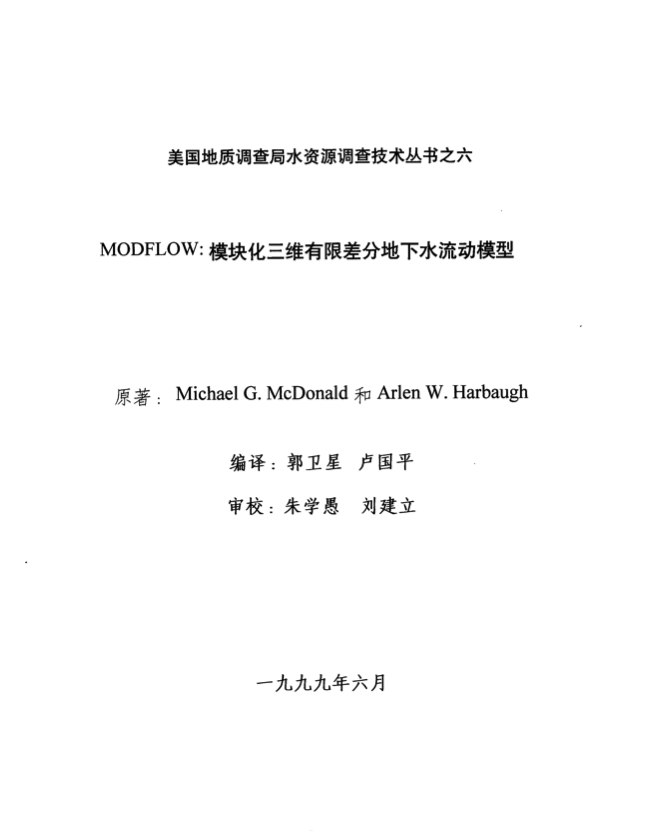 美国地质调查局水资源调查技术丛书之六
MODFLOW: 模块化三维有限差分地下水流动模型
原著： Michael G. McDonald 和 Arlen W. Harbaugh
编译：郭卫星 卢国平
审校：朱学愚 刘建立
一九九九年六月